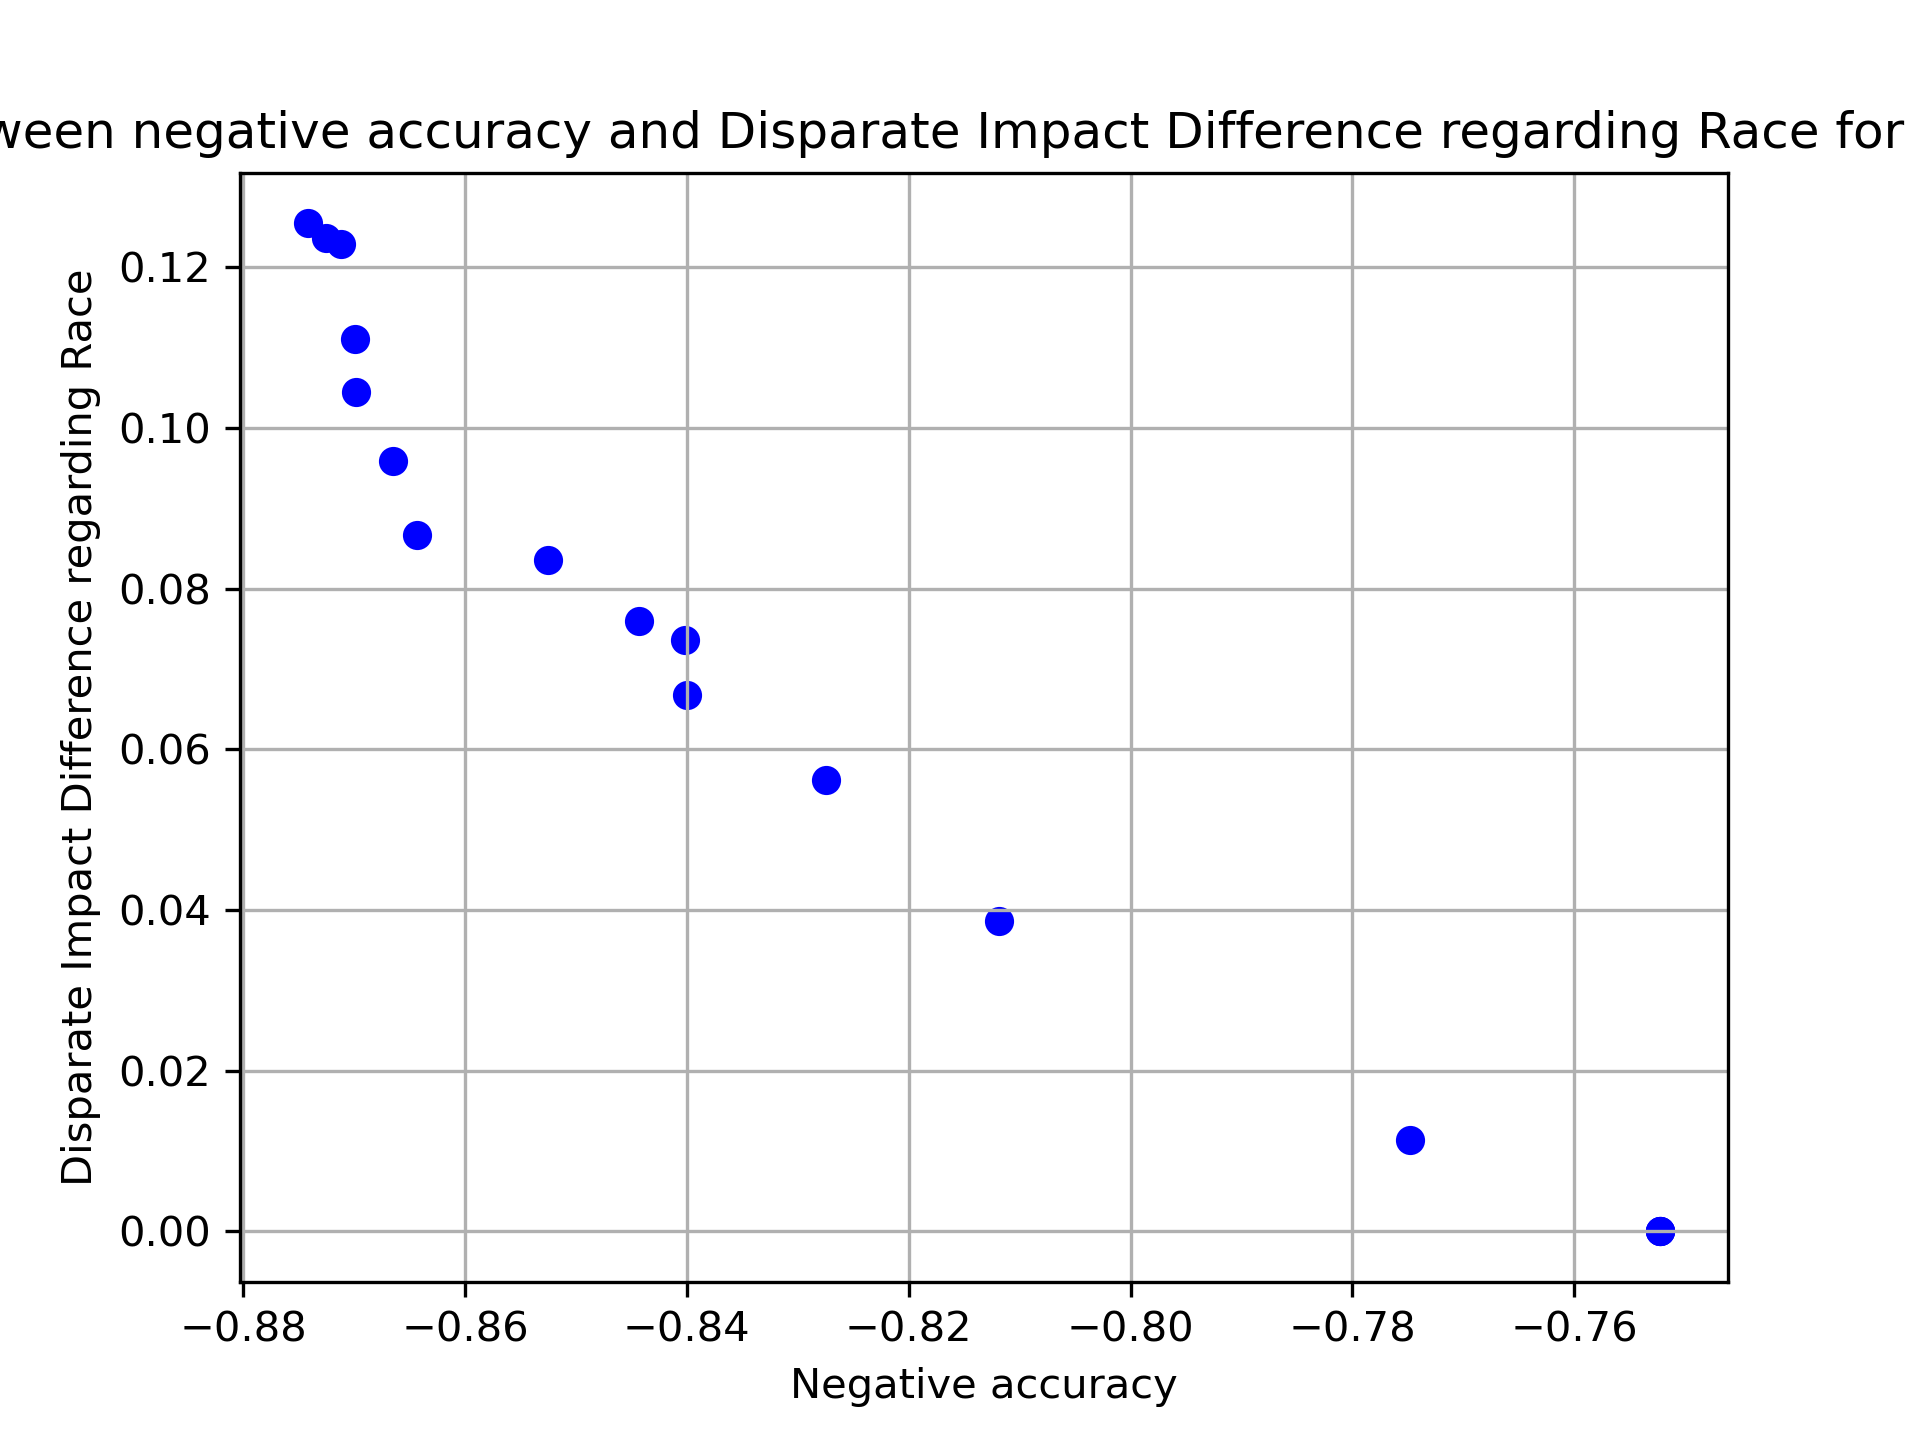 ween negative accuracy and Disparate Impact Difference regarding Race for
Disparate Impact Difference regarding Race
0.12
0.10
0.08
0.06
0.04
0.02
0.00
−0.88 −0.86 −0.84 −0.82 −0.80 −0.78 −0.76
Negative accuracy